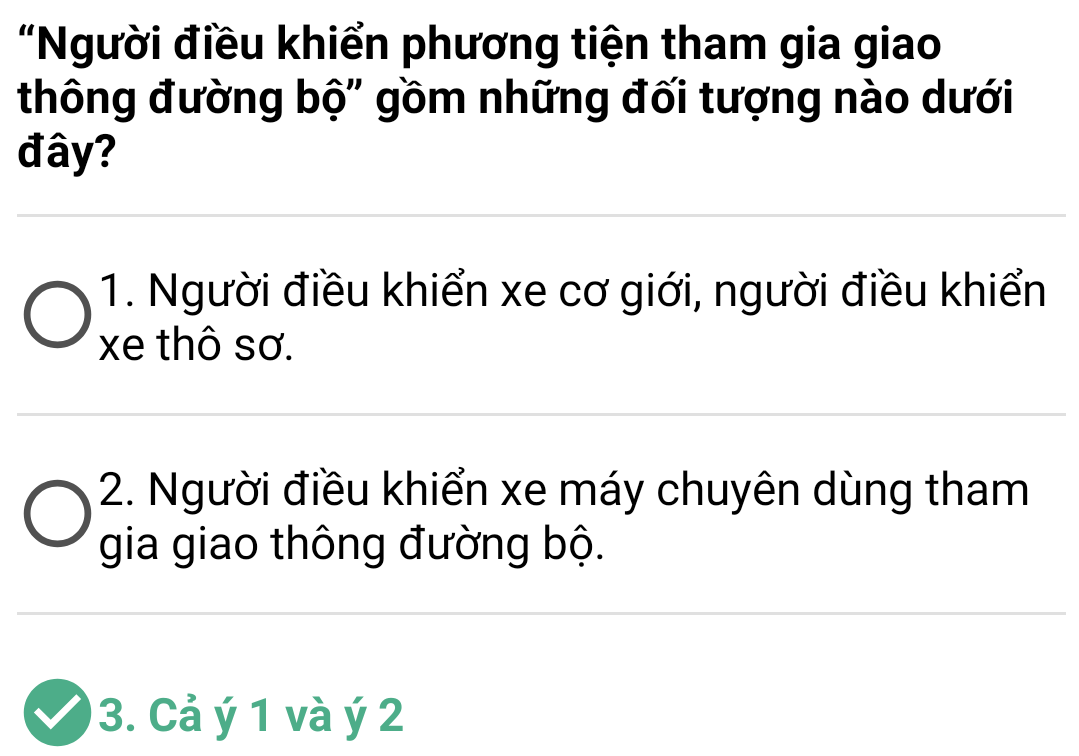 “Người điều khiển phương tiện tham gia giao
thông đường bộ” gồm những đối tượng nào dưới
đây?
1. Người điều khiển xe cơ giới, người điều khiển
xe thô sơ.
2. Người điều khiển xe máy chuyên dùng tham
gia giao thông đường bộ.
3. Cả ý 1 và ý 2